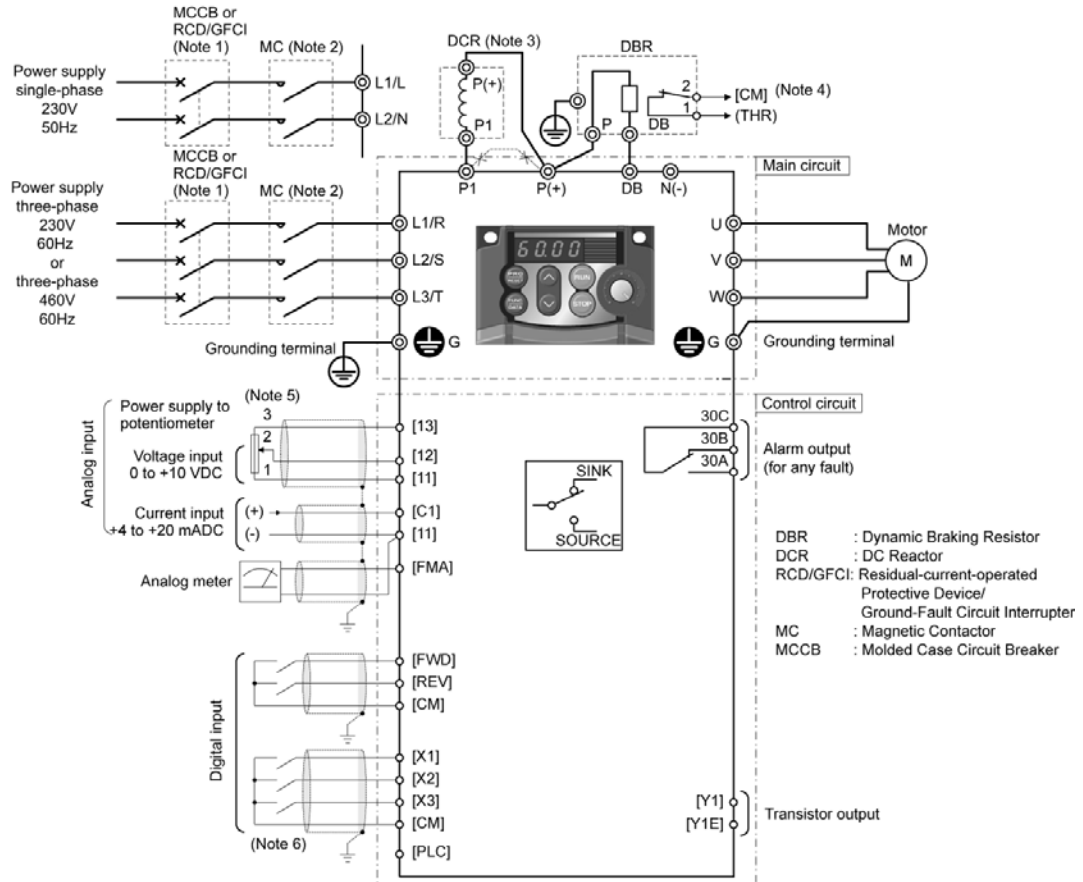 MCCB or
RCD/GFCI
(Note 1)
MC (Note 2)
Power supply
single-phase
230V
50Hz
L1/L
L2/N
DCR (Note 3)
P(+)
P1
DBR
P
DB
2
1
[CM]
(THR)
(Note 4)
MCCB or
RCD/GFCI
(Note 1)
MC (Note 2)
Power supply
three-phase
230V
60Hz
or
three-phase
460V
60Hz
P1
P(+)
DB
N(-)
Main circuit
L1/R
L2/S
L3/T
60.00
RUN
STOP
U
V
W
Motor
M
Grounding terminal
G
G
Grounding terminal
Control circuit
Analog input
(Note 5)
Power supply to
potentiometer
3
2
1
Voltage input
0 to +10 VDC
[13]
[12]
[11]
Current input
+4 to +20 mADC
(+)
(-)
[C1]
[11]
Analog meter
[FMA]
SINK
SOURCE
30C
30B
30A
Alarm output
(for any fault)
DBR : Dynamic Braking Resistor
DCR : DC Reactor
RCD/GFCI: Residual-current-operated
Protective Device/
Ground-Fault Circuit Interrupter
MC : Magnetic Contactor
MCCB : Molded Case Circuit Breaker
Digital input
[FWD]
[REV]
[CM]
[X1]
[X2]
[X3]
[CM]
(Note 6)
[PLC]
[Y1]
[Y1E]
Transistor output